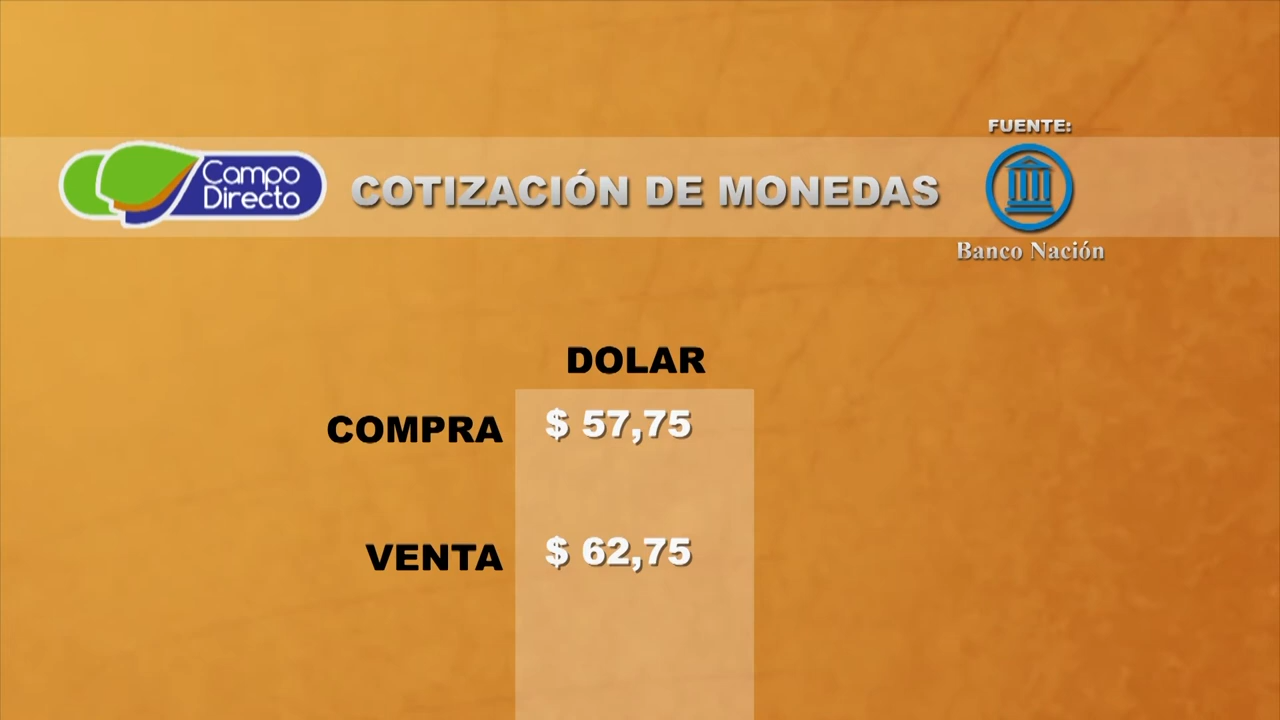 FUENTE:
Campo
Directo
COTIZACIÓN DE MONEDAS
Banco Nación
DOLAR
COMPRA $ 57,75
VENTA $ 62,75